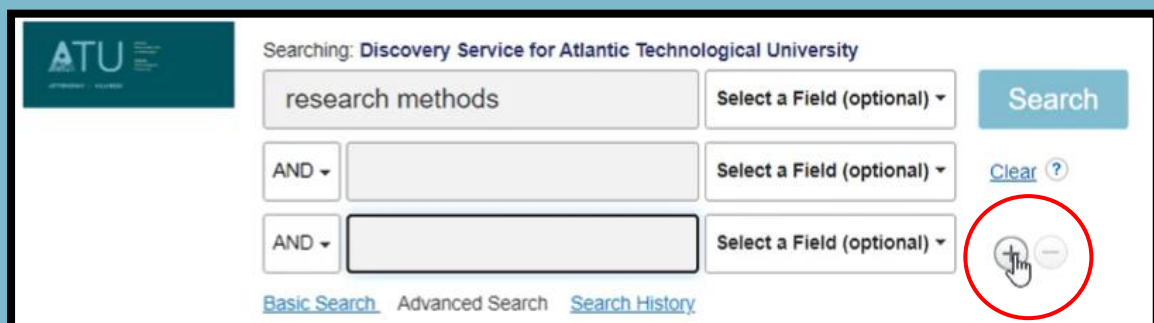 ATU
Searching: Discovery Service for Atlantic Technological University
research methods Select a Field (optional) Search
AND Select a Field (optional) Clear ?
AND Select a Field (optional) + −
Basic Search Advanced Search Search History